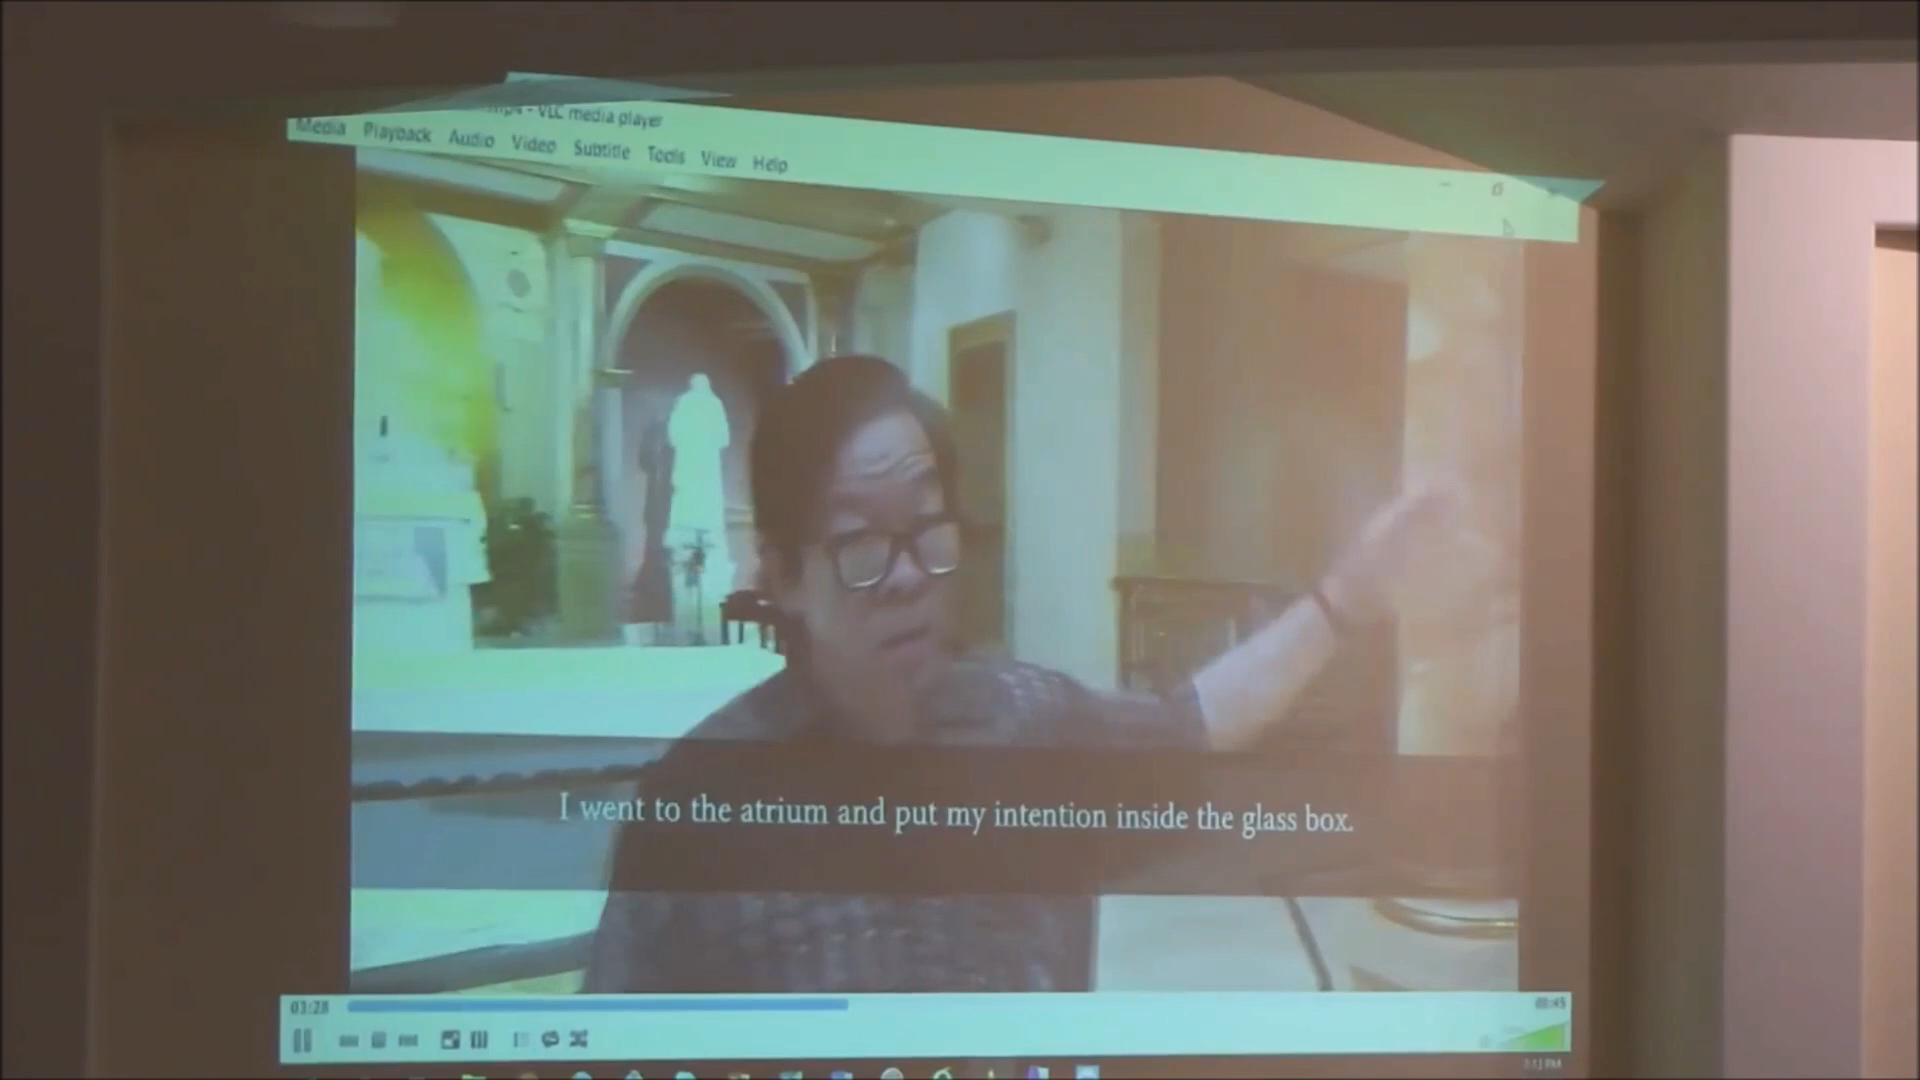 - VLC media player
Media Playback Audio Video Subtitle Tools View Help
I went to the atrium and put my intention inside the glass box.
03:28